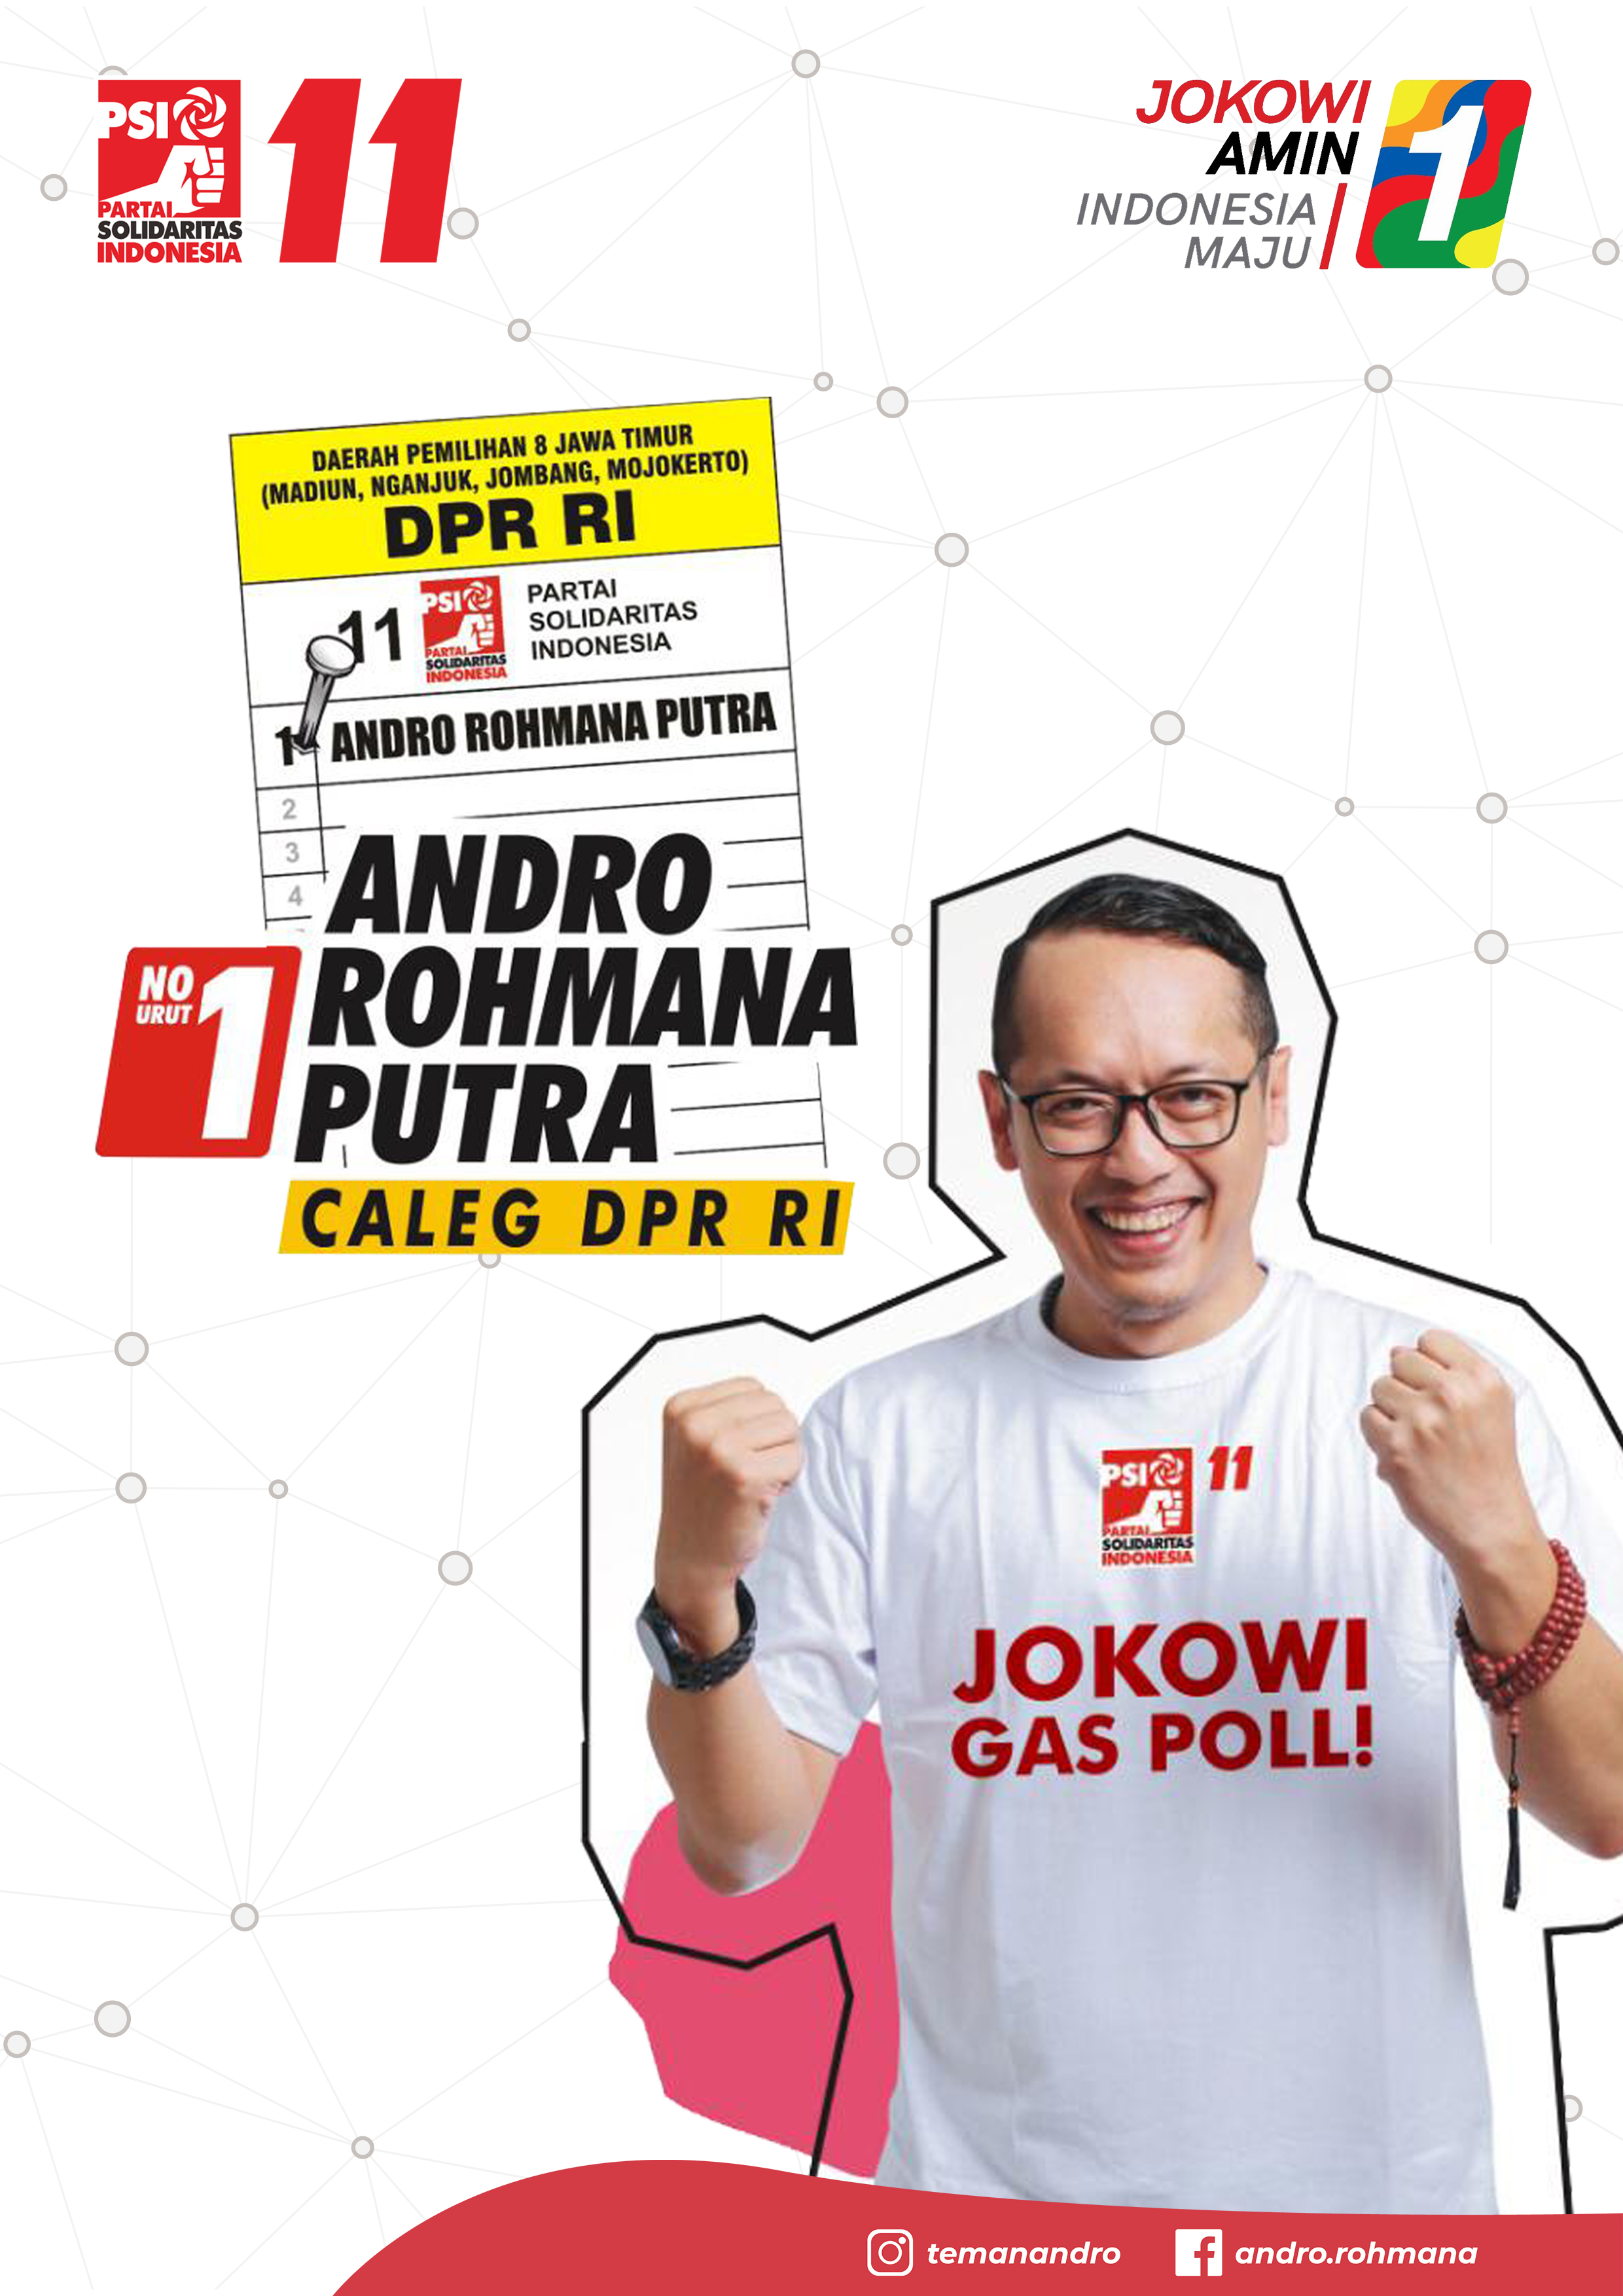 PSI
PARTAI
SOLIDARITAS
INDONESIA
11
JOKOWI
AMIN
INDONESIA
MAJU
1
DAERAH PEMILIHAN 8 JAWA TIMUR
(MADIUN, NGANJUK, JOMBANG, MOJOKERTO)
DPR RI
11
PSI
PARTAI
SOLIDARITAS
INDONESIA
PARTAI
SOLIDARITAS
INDONESIA
1 ANDRO ROHMANA PUTRA
2
3
4
NO
URUT
1
ANDRO
ROHMANA
PUTRA
CALEG DPR RI
PSI
PARTAI
SOLIDARITAS
INDONESIA
11
JOKOWI
GAS POLL!
temanandro
andro.rohmana